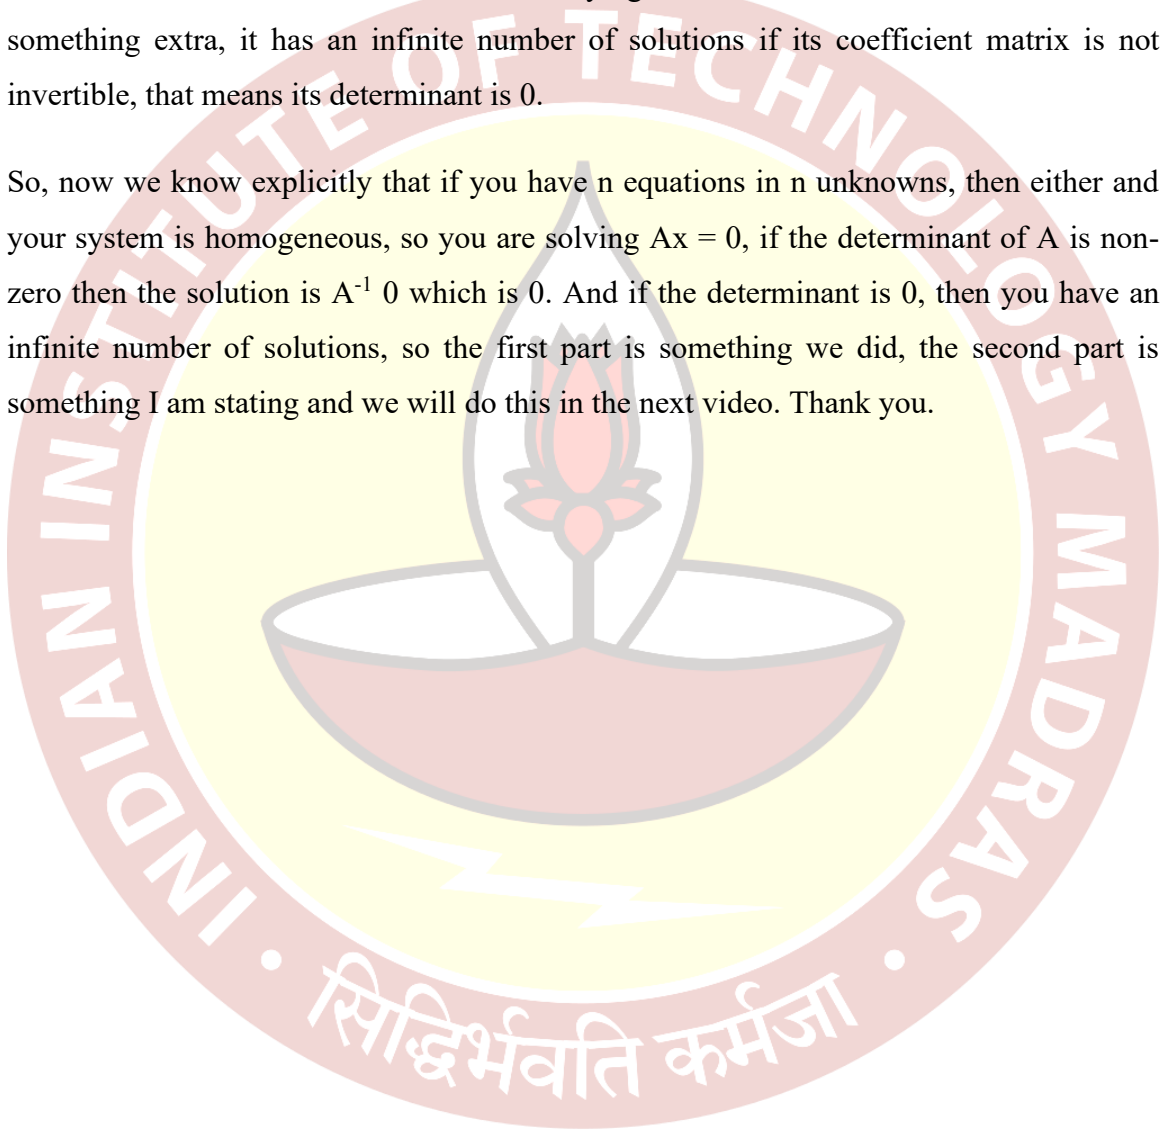 something extra, it has an infinite number of solutions if its coefficient matrix is not
invertible, that means its determinant is 0.
So, now we know explicitly that if you have n equations in n unknowns, then either and
your system is homogeneous, so you are solving Ax = 0, if the determinant of A is non-
zero then the solution is A⁻¹ 0 which is 0. And if the determinant is 0, then you have an
infinite number of solutions, so the first part is something we did, the second part is
something I am stating and we will do this in the next video. Thank you.
INDIAN INSTITUTE OF TECHNOLOGY MADRAS
सिद्धिर्भवति कर्मजा